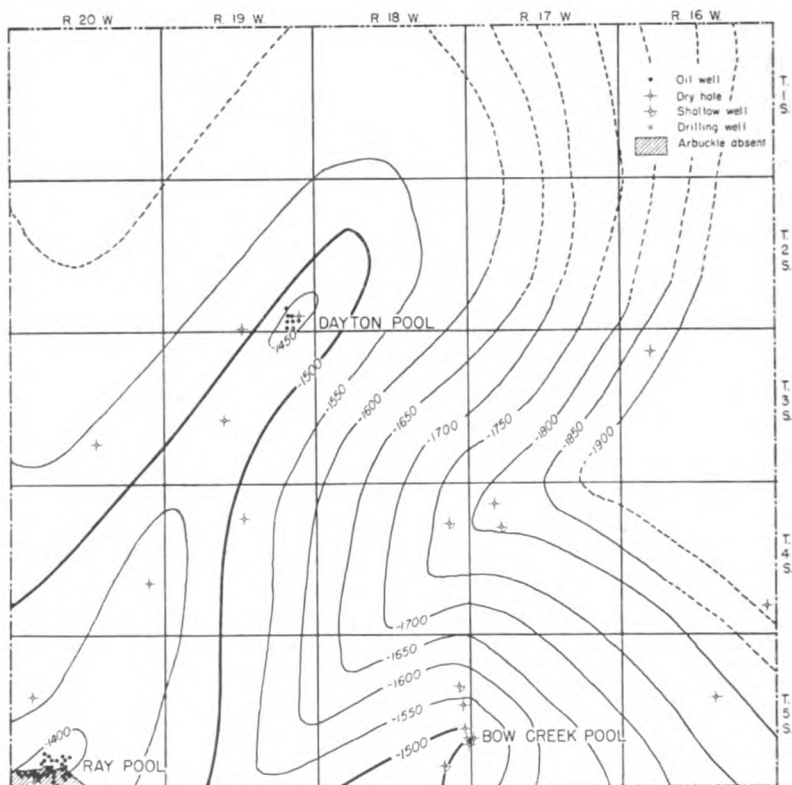 R. 20 W
R. 19 W
R. 18 W
R. 17 W
R. 16 W
Oil well
Dry hole
Shallow well
Drilling well
Arbuckle absent
T. 1 S.
T. 2 S.
DAYTON POOL
-1450
-1500
-1550
-1600
-1650
-1700
-1750
-1800
-1850
-1900
T. 3 S.
T. 4 S.
-1700
-1650
-1600
-1550
-1500
BOW CREEK POOL
T. 5 S.
-1400
RAY POOL